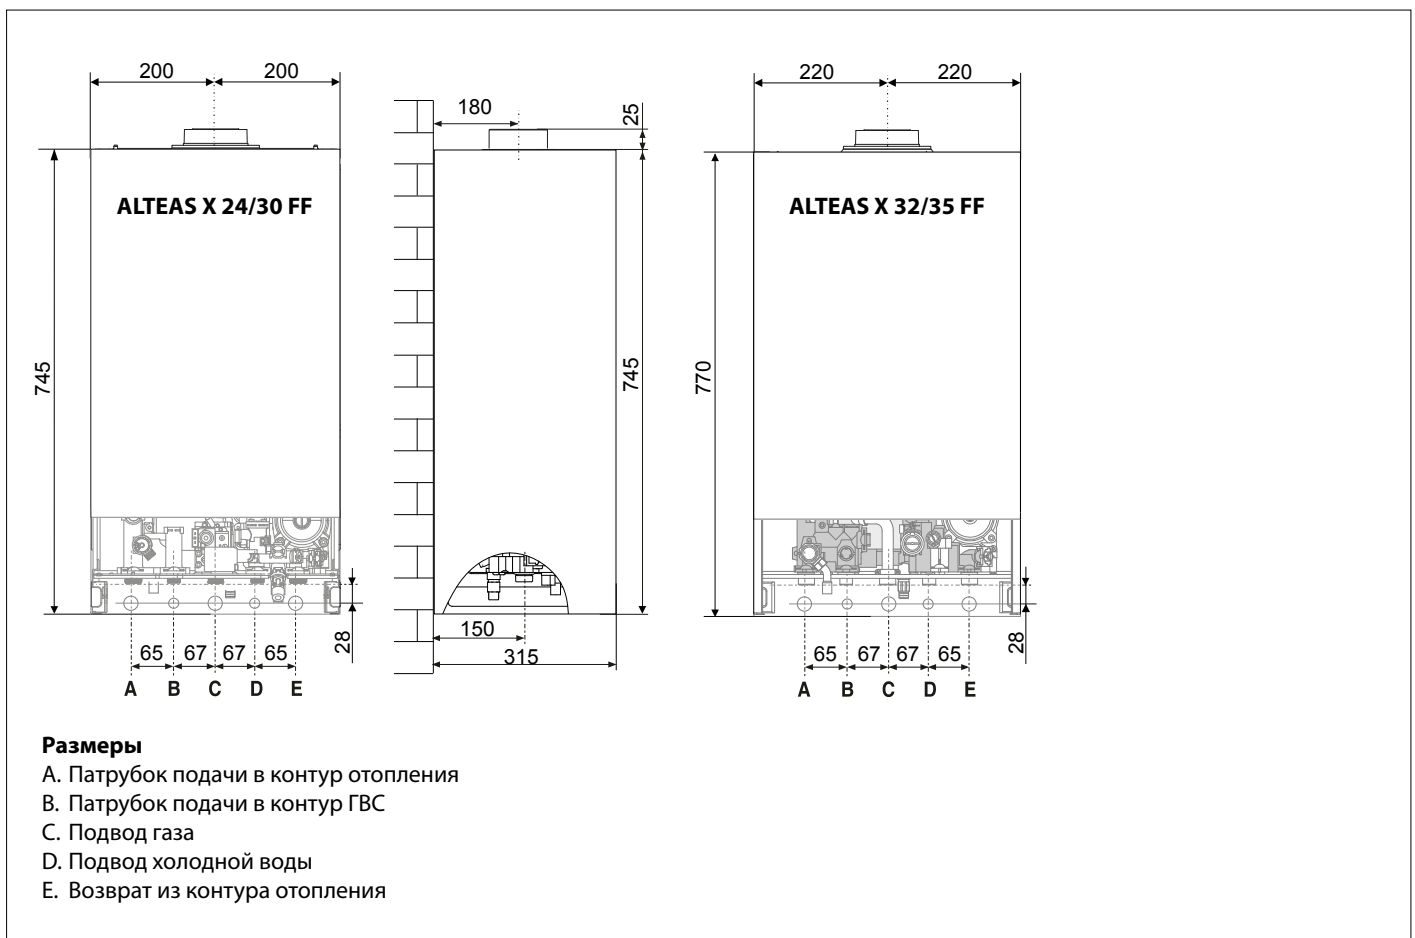 200 200
180
25
220 220
ALTEAS X 24/30 FF
ALTEAS X 32/35 FF
745
745
770
28
150
315
28
65 67 67 65
A B C D E
65 67 67 65
A B C D E
Размеры
A. Патрубок подачи в контур отопления
B. Патрубок подачи в контур ГВС
C. Подвод газа
D. Подвод холодной воды
E. Возврат из контура отопления